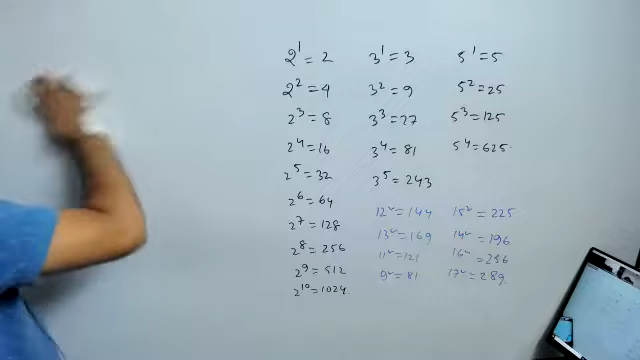 2¹ = 2
2² = 4
2³ = 8
2⁴ = 16
2⁵ = 32
2⁶ = 64
2⁷ = 128
2⁸ = 256
2⁹ = 512
2¹⁰ = 1024.
3¹ = 3
3² = 9
3³ = 27
3⁴ = 81
3⁵ = 243
5¹ = 5
5² = 25
5³ = 125
5⁴ = 625.
12² = 144
13² = 169
11² = 121
9² = 81
15² = 225
14² = 196
16² = 256
17² = 289.